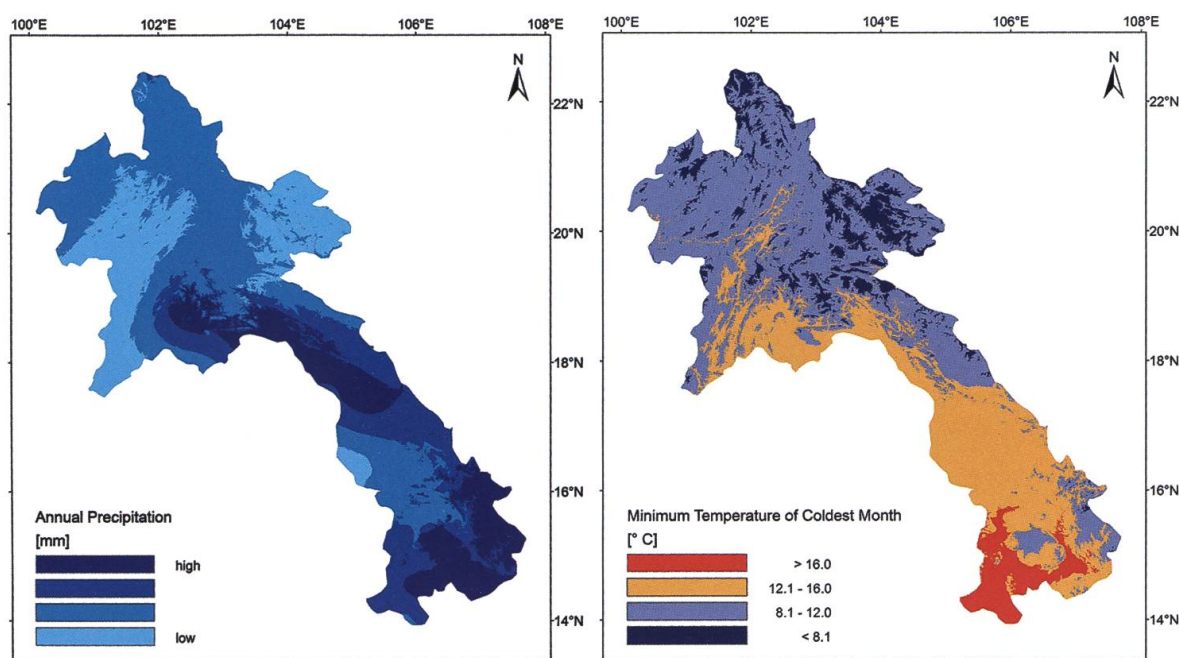 100°E 102°E 104°E 106°E 108°E
N
22°N
20°N
18°N
16°N
14°N
Annual Precipitation
[mm]
high
low
100°E 102°E 104°E 106°E 108°E
N
22°N
20°N
18°N
16°N
14°N
Minimum Temperature of Coldest Month
[° C]
> 16.0
12.1 - 16.0
8.1 - 12.0
< 8.1